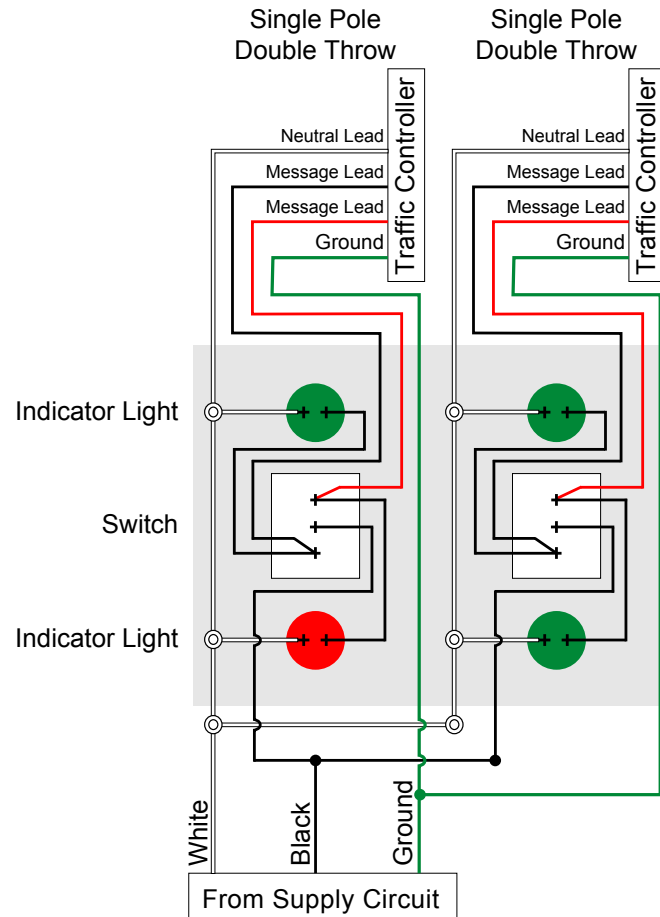 Single Pole
Double Throw
Single Pole
Double Throw
Neutral Lead
Message Lead
Message Lead
Ground
Traffic Controller
Neutral Lead
Message Lead
Message Lead
Ground
Traffic Controller
Indicator Light
Switch
Indicator Light
White
Black
Ground
From Supply Circuit